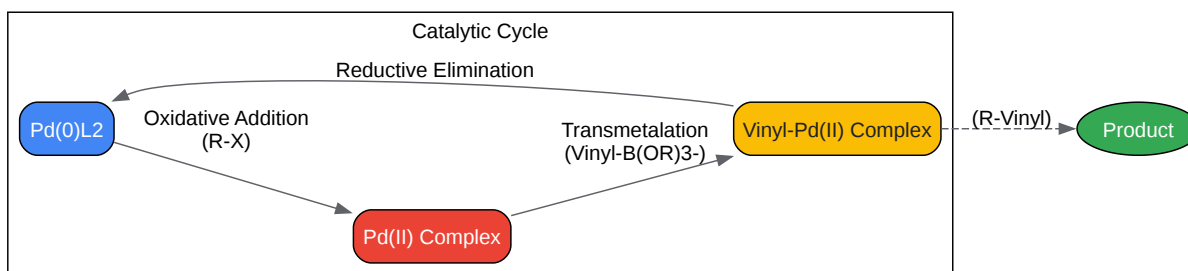 Catalytic Cycle
Reductive Elimination
Pd(0)L2
Oxidative Addition
(R-X)
Pd(II) Complex
Transmetalation
(Vinyl-B(OR)3-)
Vinyl-Pd(II) Complex
(R-Vinyl)
Product